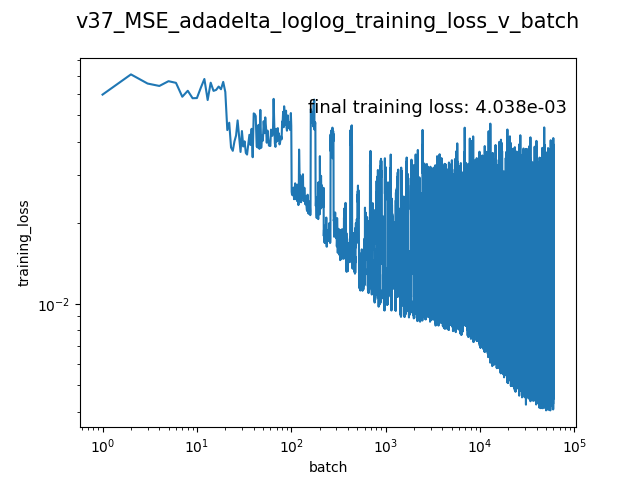 v37_MSE_adadelta_loglog_training_loss_v_batch
final training loss: 4.038e-03
training_loss
10⁻²
10⁰ 10¹ 10² 10³ 10⁴ 10⁵
batch